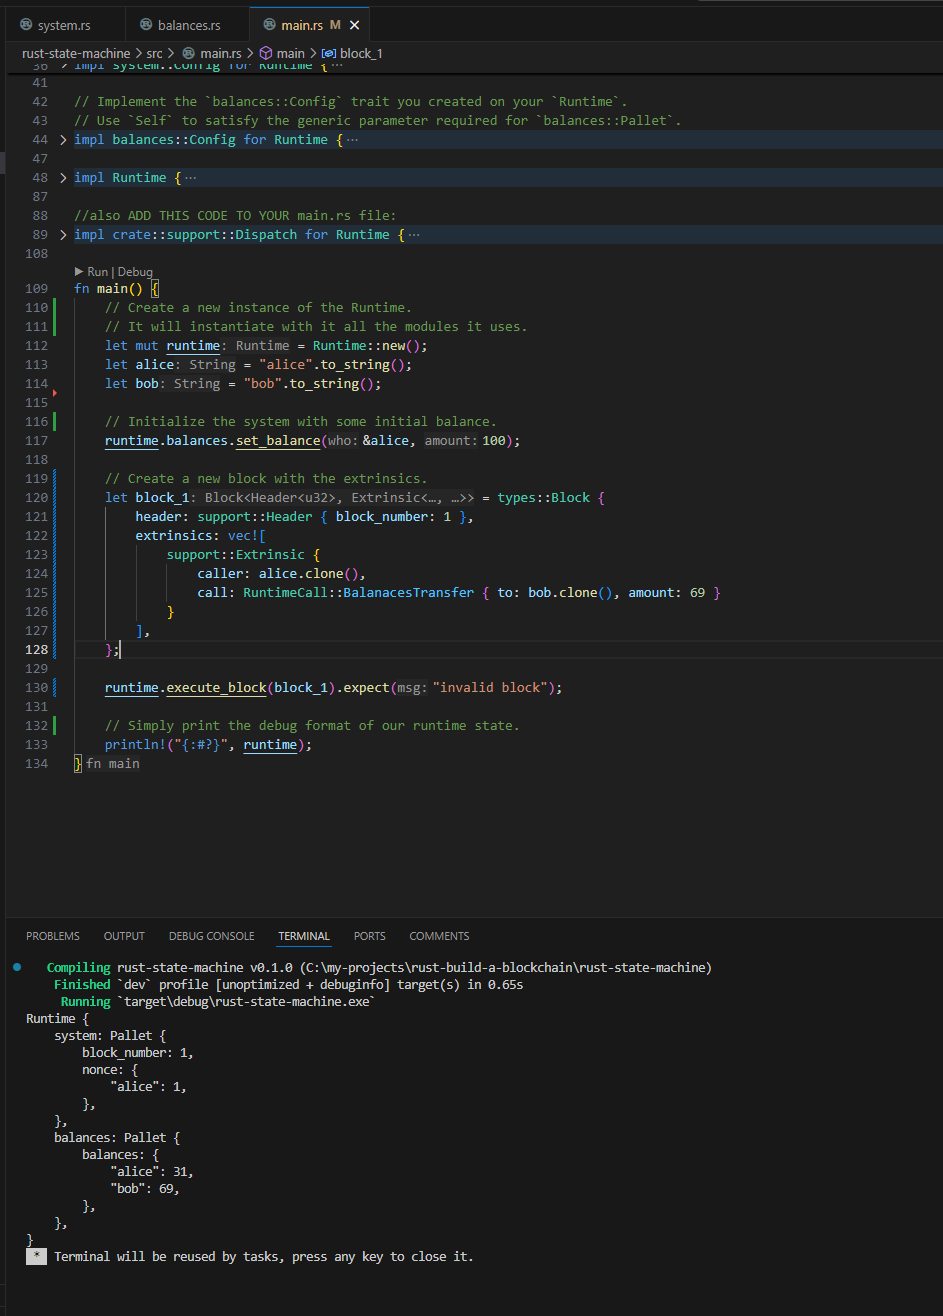 system.rs balances.rs main.rs M
rust-state-machine > src > main.rs > main > block_1
36 impl system::Config for Runtime {···
41
42 // Implement the `balances::Config` trait you created on your `Runtime`.
43 // Use `Self` to satisfy the generic parameter required for `balances::Pallet`.
44 > impl balances::Config for Runtime {···
47
48 > impl Runtime {···
87
88 //also ADD THIS CODE TO YOUR main.rs file:
89 > impl crate::support::Dispatch for Runtime {···
108
▶ Run | Debug
109 fn main() {
110 // Create a new instance of the Runtime.
111 // It will instantiate with it all the modules it uses.
112 let mut runtime: Runtime = Runtime::new();
113 let alice: String = "alice".to_string();
114 let bob: String = "bob".to_string();
115
116 // Initialize the system with some initial balance.
117 runtime.balances.set_balance(who: &alice, amount: 100);
118
119 // Create a new block with the extrinsics.
120 let block_1: Block<Header<u32>, Extrinsic<…, …>> = types::Block {
121 header: support::Header { block_number: 1 },
122 extrinsics: vec![
123 support::Extrinsic {
124 caller: alice.clone(),
125 call: RuntimeCall::BalanacesTransfer { to: bob.clone(), amount: 69 }
126 }
127 ],
128 };
129
130 runtime.execute_block(block_1).expect(msg: "invalid block");
131
132 // Simply print the debug format of our runtime state.
133 println!("{:#?}", runtime);
134 } fn main
PROBLEMS OUTPUT DEBUG CONSOLE TERMINAL PORTS COMMENTS
Compiling rust-state-machine v0.1.0 (C:\my-projects\rust-build-a-blockchain\rust-state-machine)
Finished `dev` profile [unoptimized + debuginfo] target(s) in 0.65s
Running `target\debug\rust-state-machine.exe`
Runtime {
system: Pallet {
block_number: 1,
nonce: {
"alice": 1,
},
},
balances: Pallet {
balances: {
"alice": 31,
"bob": 69,
},
},
}
* Terminal will be reused by tasks, press any key to close it.